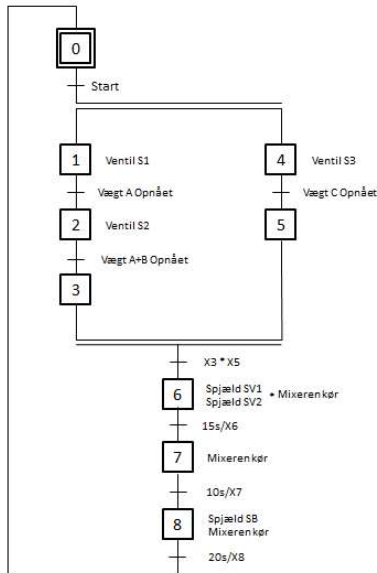 0
Start
1 Ventil S1
4 Ventil S3
Vægt A Opnået
Vægt C Opnået
2 Ventil S2
5
Vægt A+B Opnået
3
X3 * X5
6 Spjæld SV1
Spjæld SV2 * Mixeren kør
15s/X6
7 Mixeren kør
10s/X7
8 Spjæld SB
Mixeren kør
20s/X8